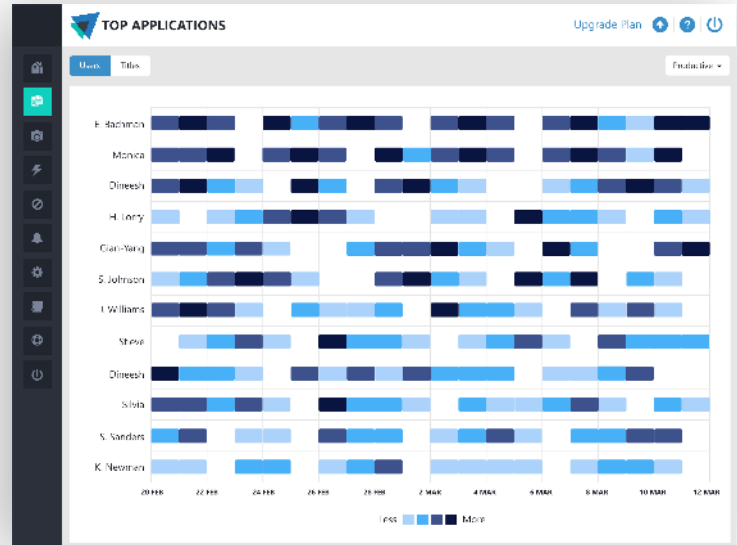 TOP APPLICATIONS
Upgrade Plan
Users Titles
Productive
E. Bachman
Monica
Dineesh
H. Lorry
Gian-Yang
S. Johnson
J. Williams
Steve
Dineesh
Silvia
S. Sanders
K. Newman
20 FEB 22 FEB 24 FEB 26 FEB 28 FEB 2 MAR 4 MAR 6 MAR 8 MAR 10 MAR 12 MAR
Less More